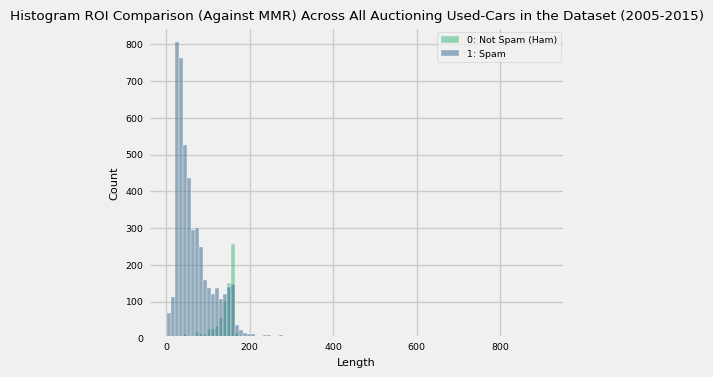 Histogram ROI Comparison (Against MMR) Across All Auctioning Used-Cars in the Dataset (2005-2015)
0: Not Spam (Ham)
1: Spam
800
700
600
500
400
300
200
100
0
Count
0 200 400 600 800
Length